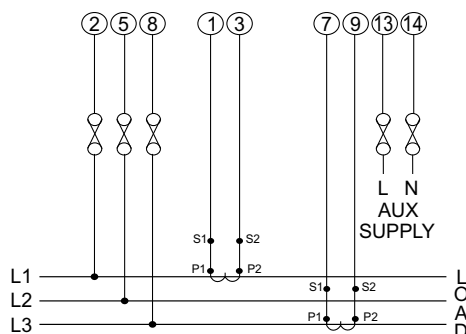 2 5 8 1 3 7 9 13 14
L N
AUX
SUPPLY
S1 S2
P1 P2
L1
S1 S2
L2
P1 P2
L3
L
O
A
D